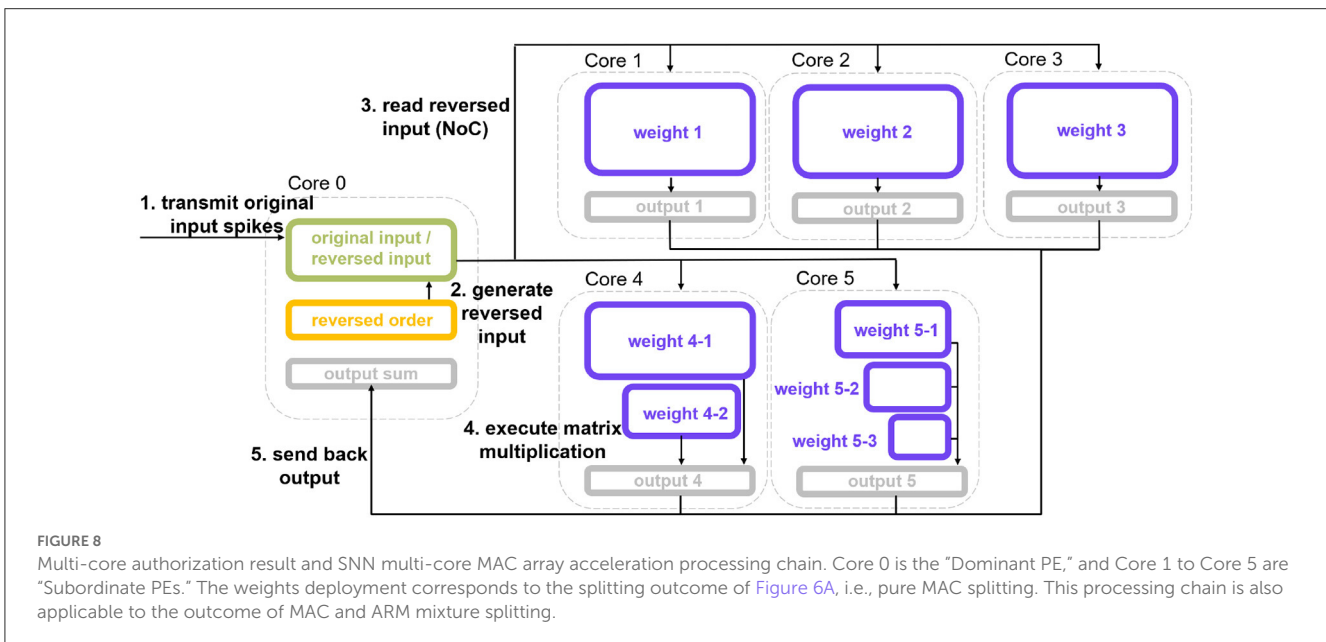 Core 1
Core 2
Core 3
3. read reversed
input (NoC)
weight 1
weight 2
weight 3
output 1
output 2
output 3
Core 0
1. transmit original
input spikes
original input /
reversed input
2. generate
reversed
input
reversed order
output sum
Core 4
Core 5
weight 4-1
weight 5-1
weight 4-2
weight 5-2
weight 5-3
4. execute matrix
multiplication
5. send back
output
output 4
output 5
FIGURE 8
Multi-core authorization result and SNN multi-core MAC array acceleration processing chain. Core 0 is the "Dominant PE," and Core 1 to Core 5 are
"Subordinate PEs." The weights deployment corresponds to the splitting outcome of Figure 6A, i.e., pure MAC splitting. This processing chain is also
applicable to the outcome of MAC and ARM mixture splitting.